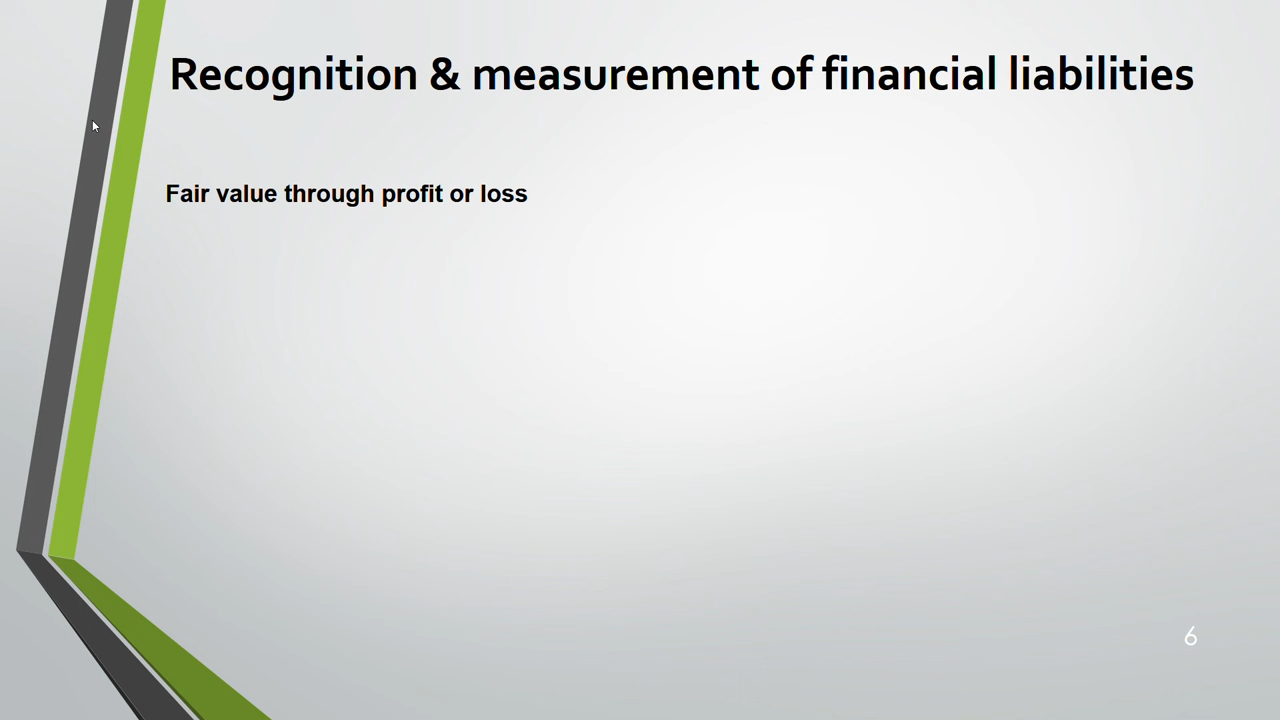 Recognition & measurement of financial liabilities
Fair value through profit or loss
6